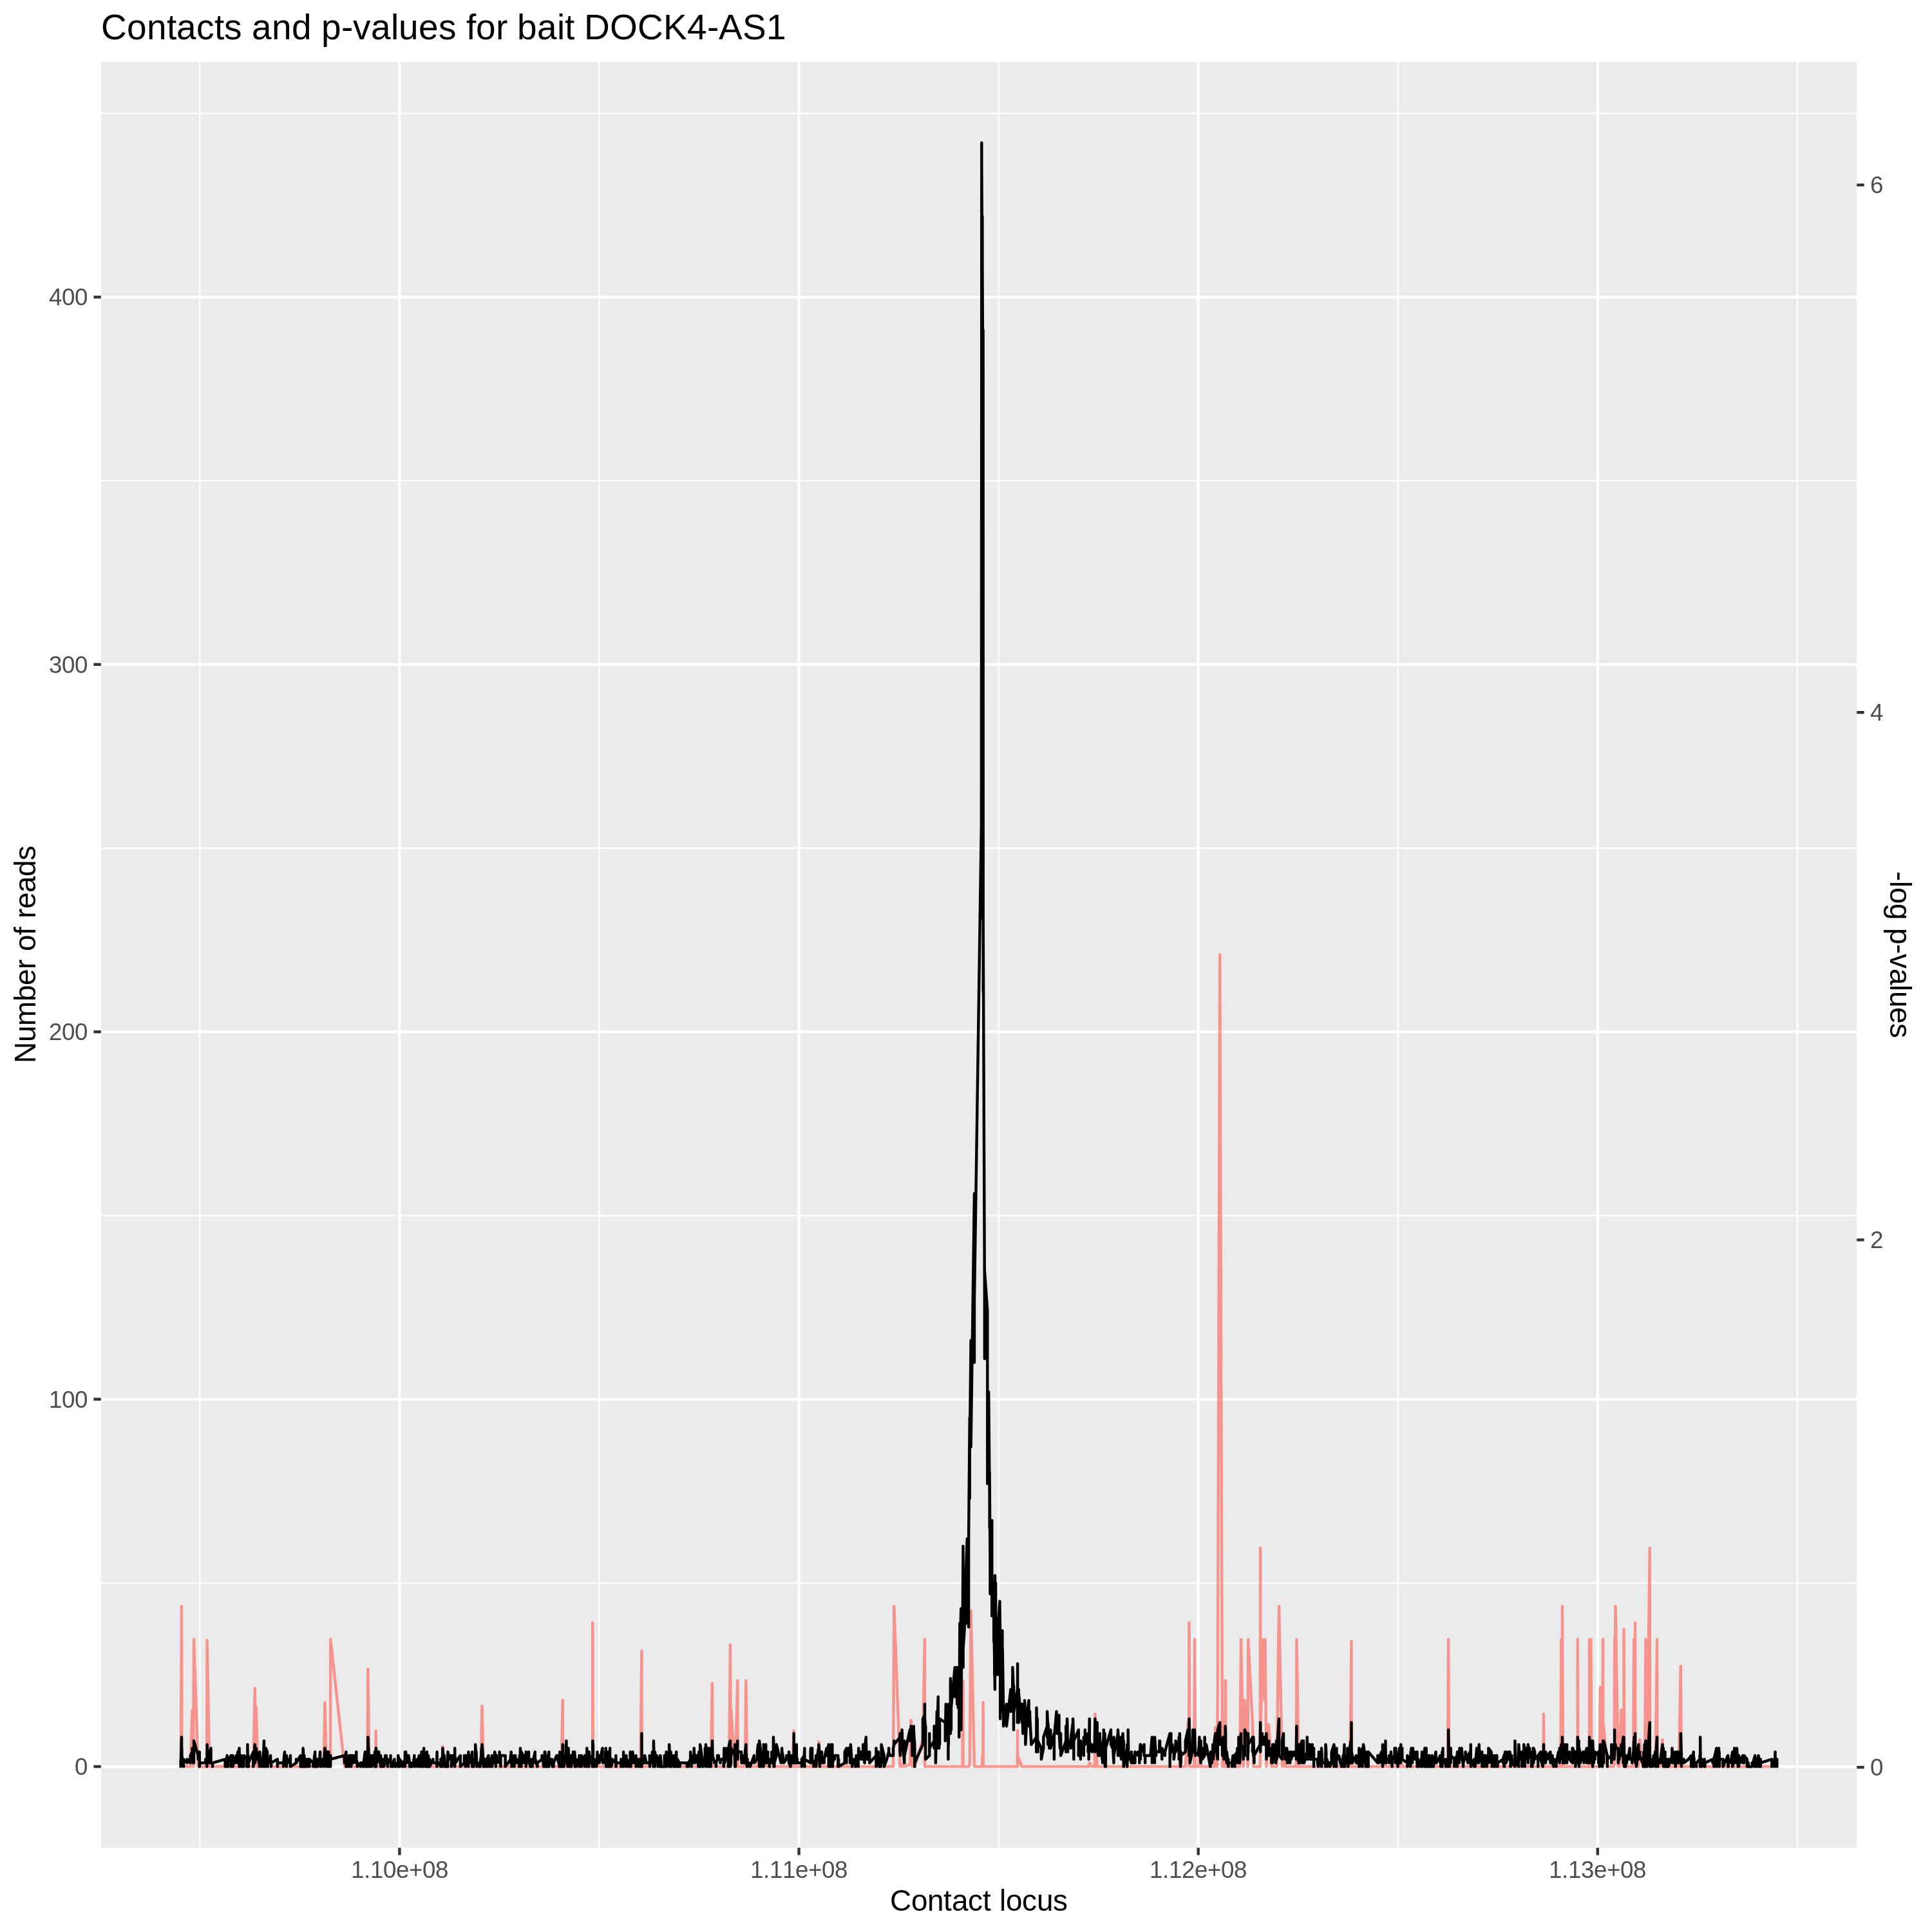 Contacts and p-values for bait DOCK4-AS1
Number of reads
400
300
200
100
0
6
4
2
0
-log p-values
1.10e+08
1.11e+08
1.12e+08
1.13e+08
Contact locus